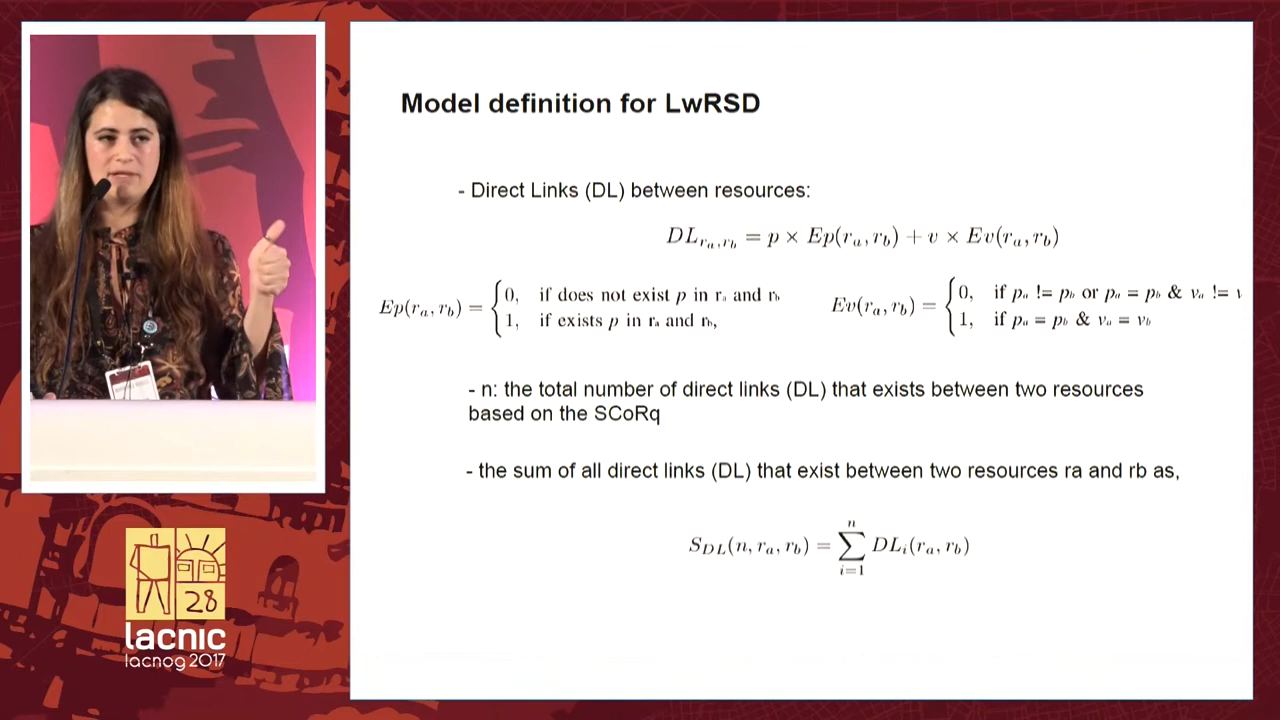 Model definition for LwRSD
- Direct Links (DL) between resources:
DL_{r_a,r_b} = p × Ep(r_a, r_b) + v × Ev(r_a, r_b)
Ep(r_a, r_b) = { 0, if does not exist p in r_a and r_b
1, if exists p in r_a and r_b,
Ev(r_a, r_b) = { 0, if p_a != p_b or p_a = p_b & v_a != v
1, if p_a = p_b & v_a = v_b
- n: the total number of direct links (DL) that exists between two resources
based on the SCoRq
- the sum of all direct links (DL) that exist between two resources ra and rb as,
S_{DL}(n, r_a, r_b) = \sum_{i=1}^{n} DL_i(r_a, r_b)
28
lacnic
lacnog 2017